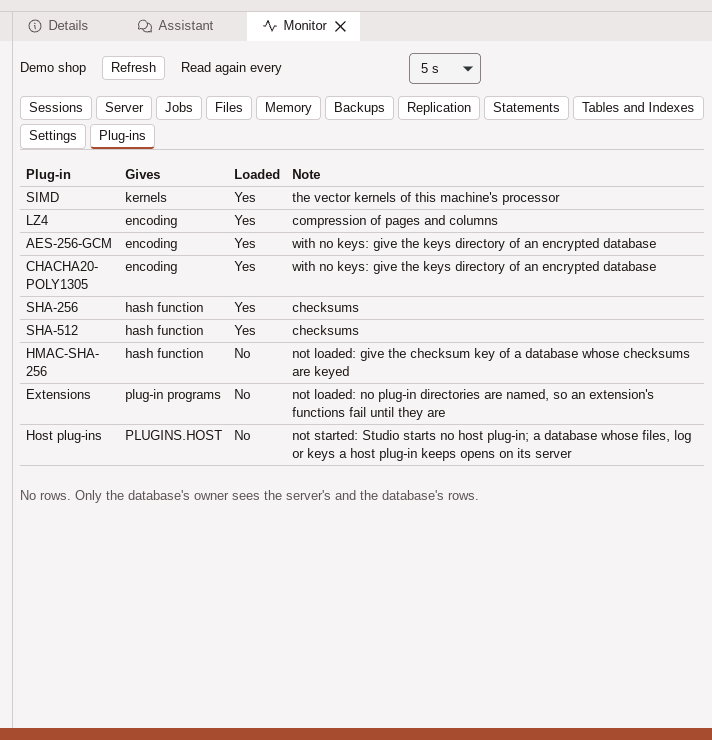 Details Assistant Monitor
Demo shop Refresh Read again every 5 s
Sessions Server Jobs Files Memory Backups Replication Statements Tables and Indexes
Settings Plug-ins
Plug-in Gives Loaded Note
SIMD kernels Yes the vector kernels of this machine's processor
LZ4 encoding Yes compression of pages and columns
AES-256-GCM encoding Yes with no keys: give the keys directory of an encrypted database
CHACHA20- encoding Yes with no keys: give the keys directory of an encrypted database
POLY1305
SHA-256 hash function Yes checksums
SHA-512 hash function Yes checksums
HMAC-SHA- hash function No not loaded: give the checksum key of a database whose checksums
256 are keyed
Extensions plug-in programs No not loaded: no plug-in directories are named, so an extension's
functions fail until they are
Host plug-ins PLUGINS.HOST No not started: Studio starts no host plug-in; a database whose files, log
or keys a host plug-in keeps opens on its server
No rows. Only the database's owner sees the server's and the database's rows.